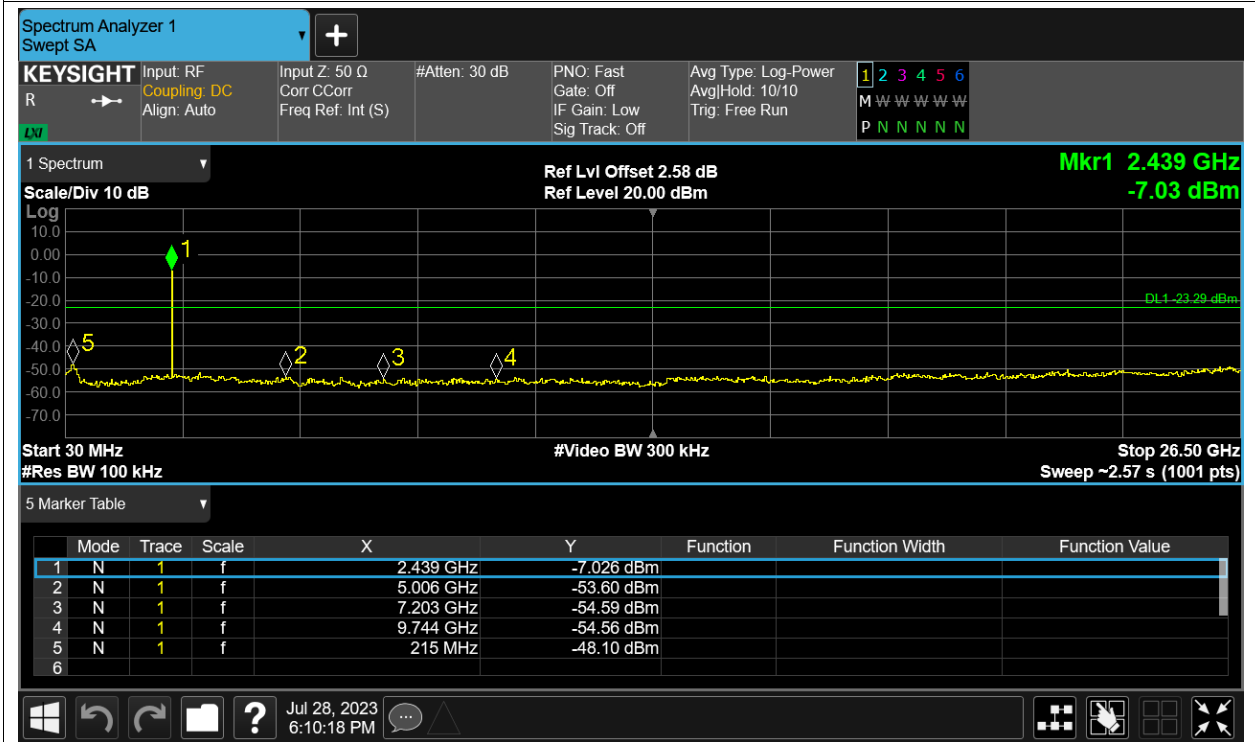 Spectrum Analyzer 1
Swept SA
+
KEYSIGHT
R
LXI
Input: RF
Coupling: DC
Align: Auto
Input Z: 50 Ω
Corr CCorr
Freq Ref: Int (S)
#Atten: 30 dB
PNO: Fast
Gate: Off
IF Gain: Low
Sig Track: Off
Avg Type: Log-Power
Avg|Hold: 10/10
Trig: Free Run
1 2 3 4 5 6
M W W W W W
P N N N N N
1 Spectrum
Scale/Div 10 dB
Ref Lvl Offset 2.58 dB
Ref Level 20.00 dBm
Mkr1 2.439 GHz
-7.03 dBm
Log
10.0
0.00
-10.0
-20.0
-30.0
-40.0
-50.0
-60.0
-70.0
1
DL1 -23.29 dBm
5
2
3
4
Start 30 MHz
#Video BW 300 kHz
Stop 26.50 GHz
#Res BW 100 kHz
Sweep ~2.57 s (1001 pts)
5 Marker Table
Mode Trace Scale X Y Function Function Width Function Value
1 N 1 f 2.439 GHz -7.026 dBm
2 N 1 f 5.006 GHz -53.60 dBm
3 N 1 f 7.203 GHz -54.59 dBm
4 N 1 f 9.744 GHz -54.56 dBm
5 N 1 f 215 MHz -48.10 dBm
6
?
Jul 28, 2023
6:10:18 PM